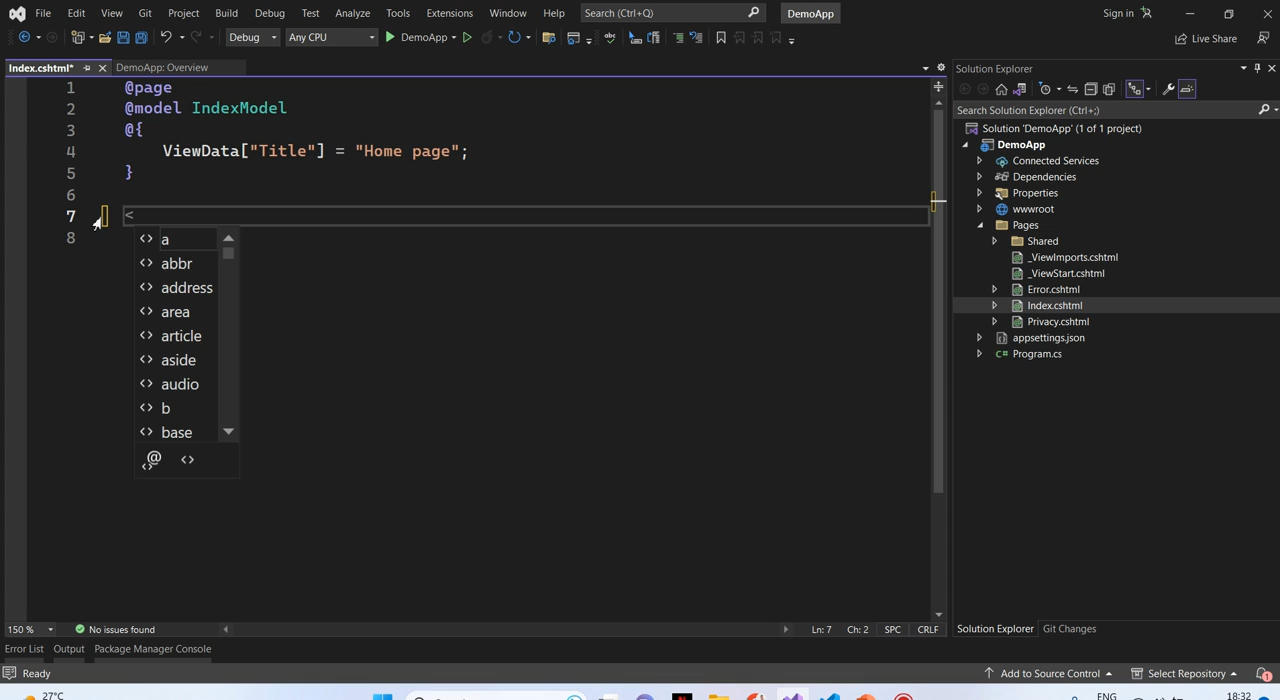 File Edit View Git Project Build Debug Test Analyze Tools Extensions Window Help Search (Ctrl+Q) DemoApp Sign in
Debug Any CPU DemoApp Live Share
Index.cshtml* DemoApp: Overview
1 @page
2 @model IndexModel
3 @{
4 ViewData["Title"] = "Home page";
5 }
6
7 <
8
a
abbr
address
area
article
aside
audio
b
base
150 % No issues found Ln: 7 Ch: 2 SPC CRLF
Solution Explorer
Search Solution Explorer (Ctrl+;)
Solution 'DemoApp' (1 of 1 project)
DemoApp
Connected Services
Dependencies
Properties
wwwroot
Pages
Shared
_ViewImports.cshtml
_ViewStart.cshtml
Error.cshtml
Index.cshtml
Privacy.cshtml
appsettings.json
C# Program.cs
Solution Explorer Git Changes
Error List Output Package Manager Console
Ready Add to Source Control Select Repository 1
27°C ENG 18:32